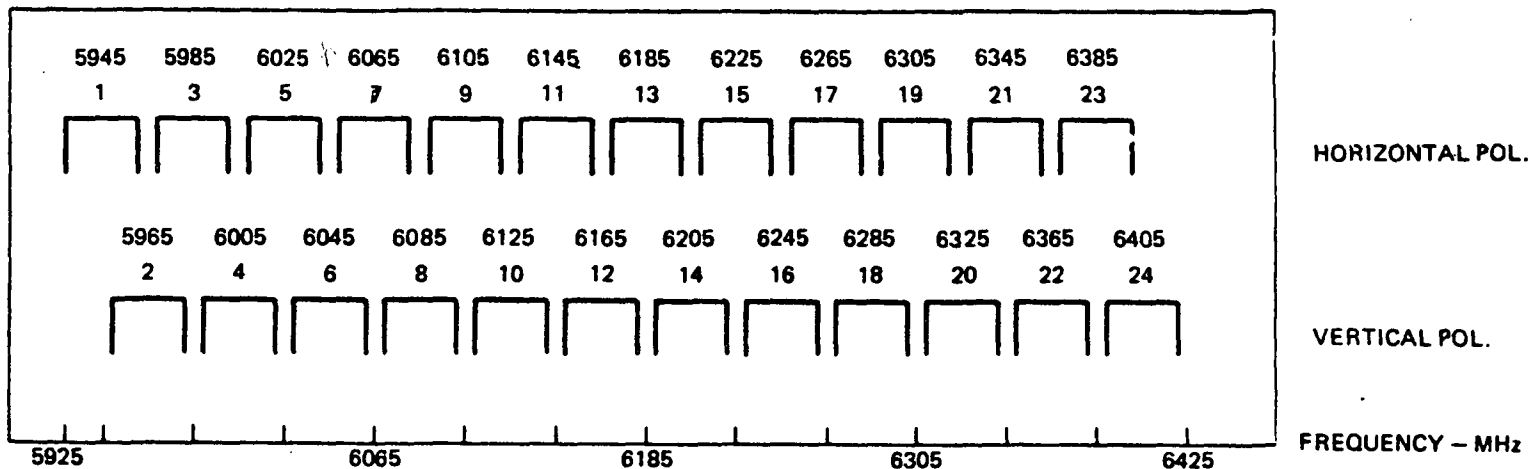 5945 5985 6025 6065 6105 6145 6185 6225 6265 6305 6345 6385
1 3 5 7 9 11 13 15 17 19 21 23
HORIZONTAL POL.
5965 6005 6045 6085 6125 6165 6205 6245 6285 6325 6365 6405
2 4 6 8 10 12 14 16 18 20 22 24
VERTICAL POL.
FREQUENCY – MHz
5925 6065 6185 6305 6425